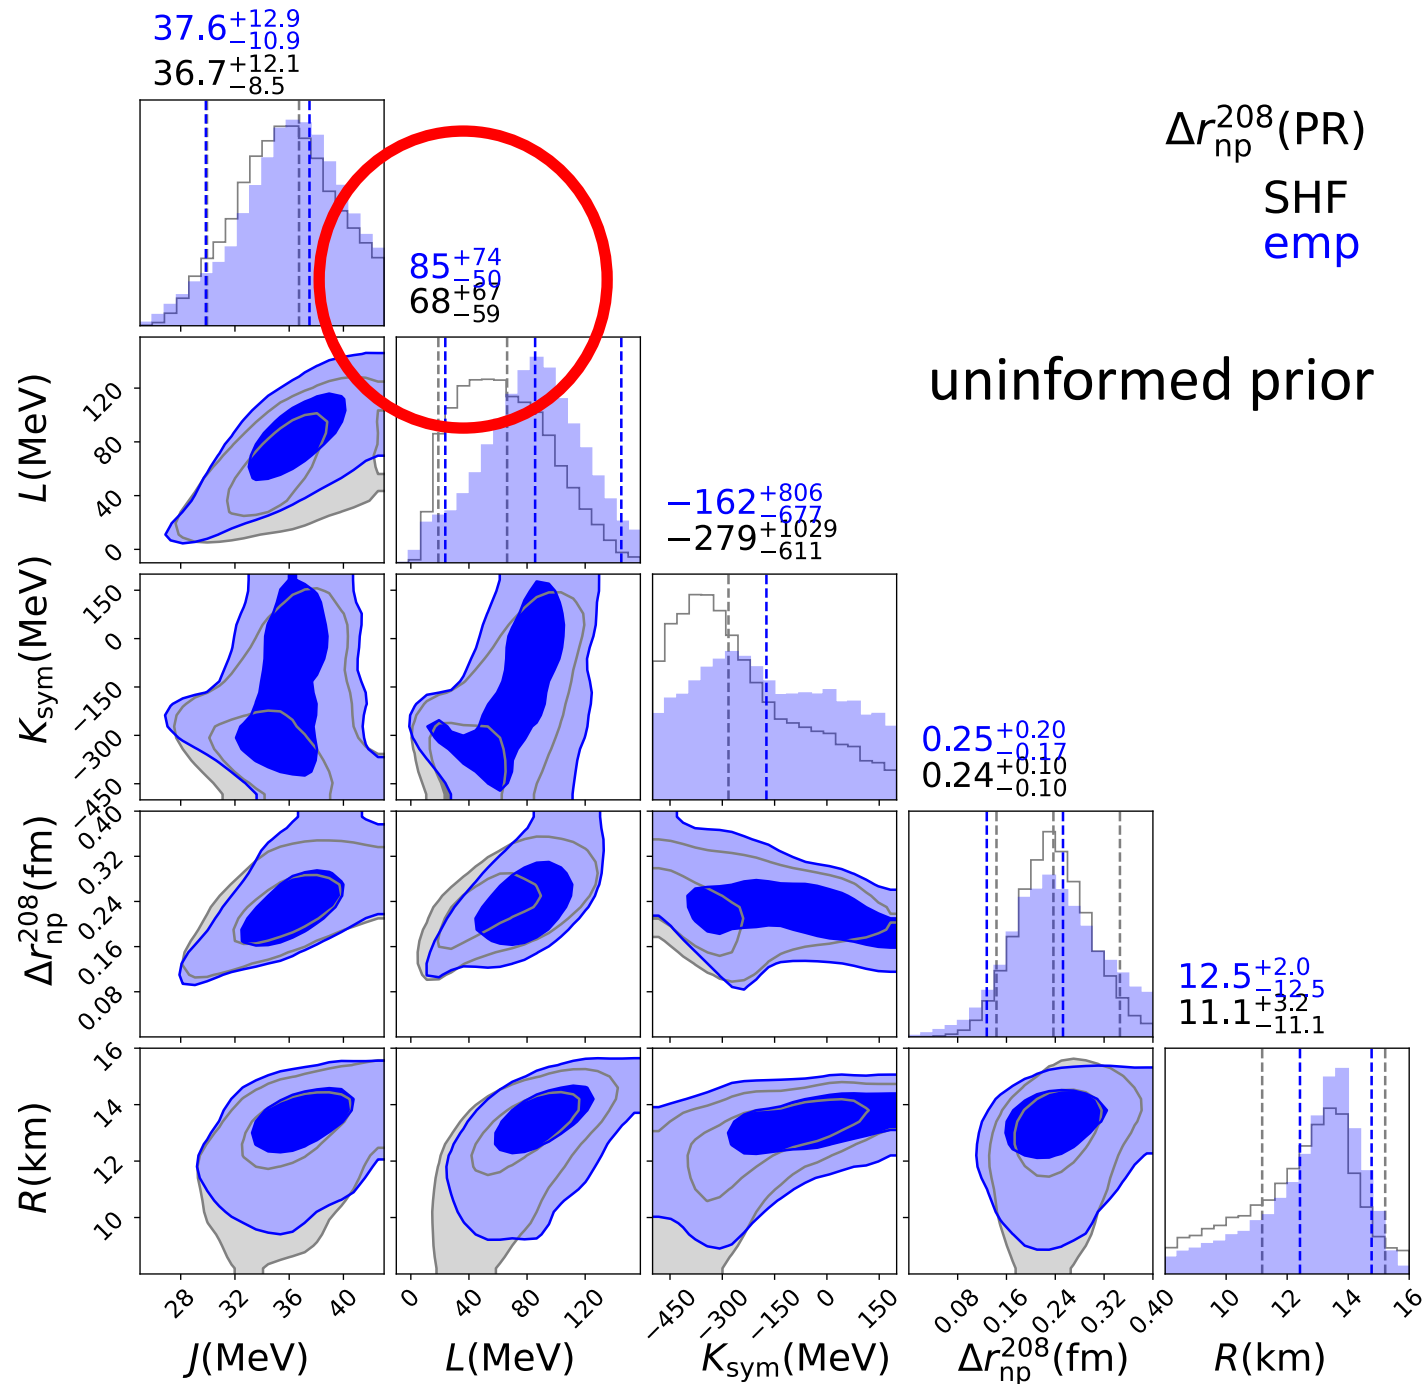 37.6+12.9−10.9
36.7+12.1−8.5
Δr208np(PR)
SHF
emp
85+74−50
68+67−59
uninformed prior
L(MeV)
120
80
40
0
−162+806−677
−279+1029−611
Ksym(MeV)
150
0
−150
−300
−450
0.25+0.20−0.17
0.24+0.10−0.10
Δr208np(fm)
0.40
0.32
0.24
0.16
0.08
12.5+2.0−12.5
11.1+3.2−11.1
R(km)
16
14
12
10
28 32 36 40
0 40 80 120
−450 −300 −150 0 150
0.08 0.16 0.24 0.32 0.40
10 12 14 16
J(MeV) L(MeV) Ksym(MeV) Δr208np(fm) R(km)